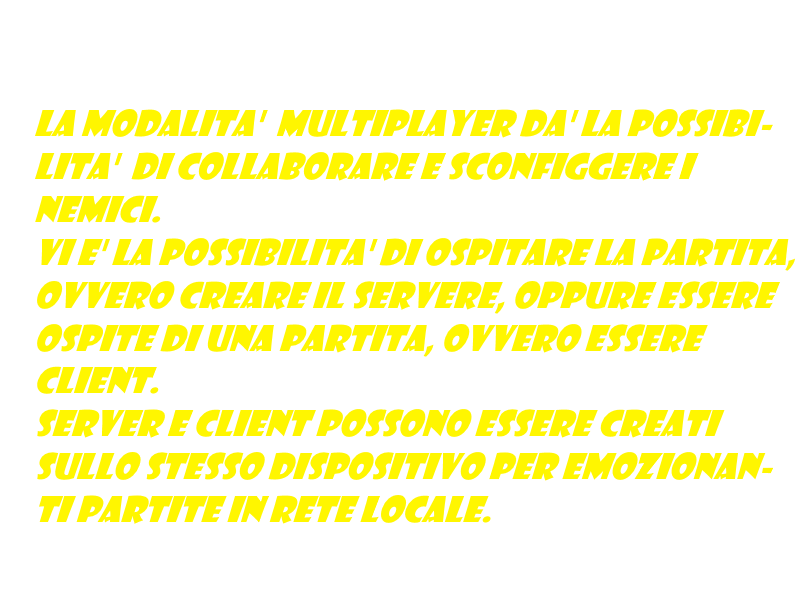 LA MODALITA'  MULTIPLAYER DA' LA POSSIBI-
LITA'  DI COLLABORARE E SCONFIGGERE I
NEMICI.
VI E' LA POSSIBILITA' DI OSPITARE LA PARTITA,
OVVERO CREARE IL SERVERE, OPPURE ESSERE
OSPITE DI UNA PARTITA, OVVERO ESSERE
CLIENT.
SERVER E CLIENT POSSONO ESSERE CREATI
SULLO STESSO DISPOSITIVO PER EMOZIONAN-
TI PARTITE IN RETE LOCALE.